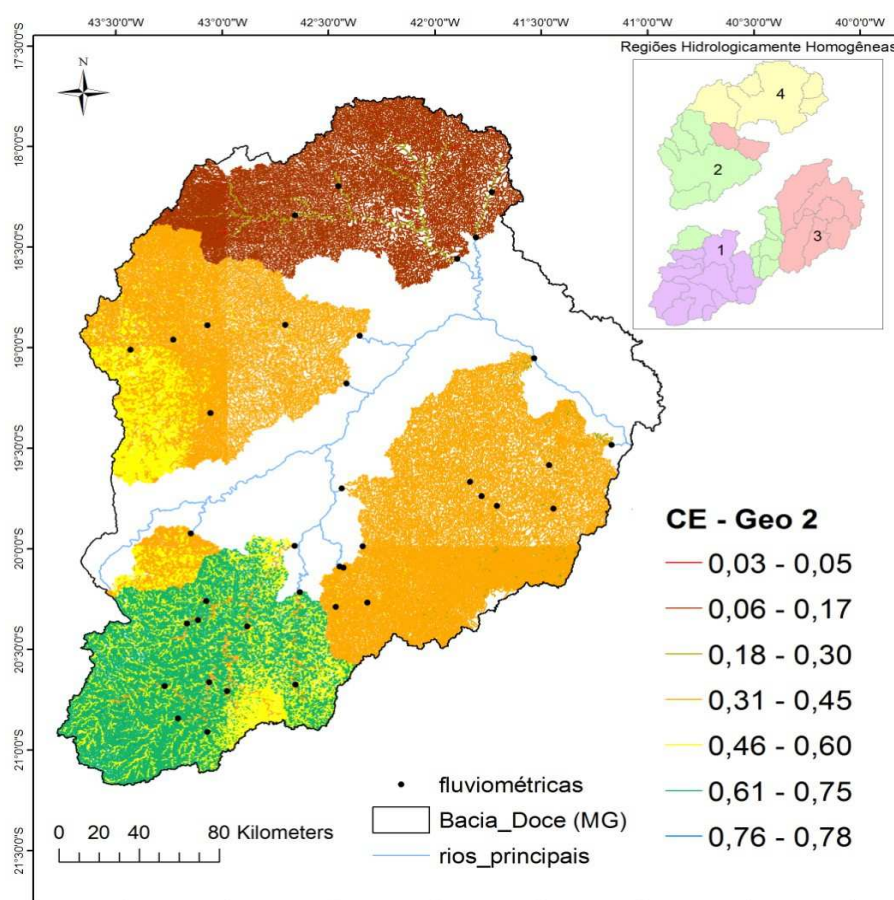 43°30'0"S 43°0'0"S 42°30'0"S 42°0'0"S 41°30'0"S 41°0'0"S 40°30'0"S 40°0'0"S
17°30'0"S
18°0'0"S
18°30'0"S
19°0'0"S
19°30'0"S
20°0'0"S
20°30'0"S
21°0'0"S
21°30'0"S
N
Regiões Hidrologicamente Homogêneas
4
2
3
1
CE - Geo 2
0,03 - 0,05
0,06 - 0,17
0,18 - 0,30
0,31 - 0,45
0,46 - 0,60
0,61 - 0,75
0,76 - 0,78
fluviométricas
Bacia_Doce (MG)
rios_principais
0 20 40 80 Kilometers